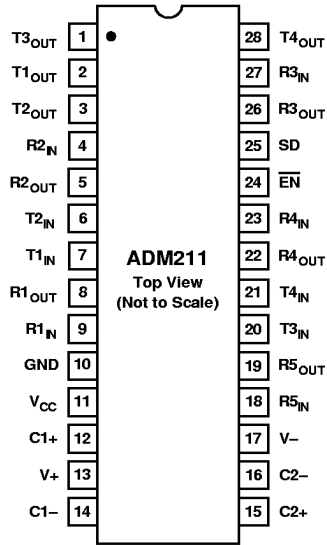 T3OUT 1 28 T4OUT
T1OUT 2 27 R3IN
T2OUT 3 26 R3OUT
R2IN 4 25 SD
R2OUT 5 24 E̅N̅
T2IN 6 23 R4IN
T1IN 7 22 R4OUT
ADM211
Top View
(Not to Scale)
R1OUT 8 21 T4IN
R1IN 9 20 T3IN
GND 10 19 R5OUT
VCC 11 18 R5IN
C1+ 12 17 V–
V+ 13 16 C2–
C1– 14 15 C2+